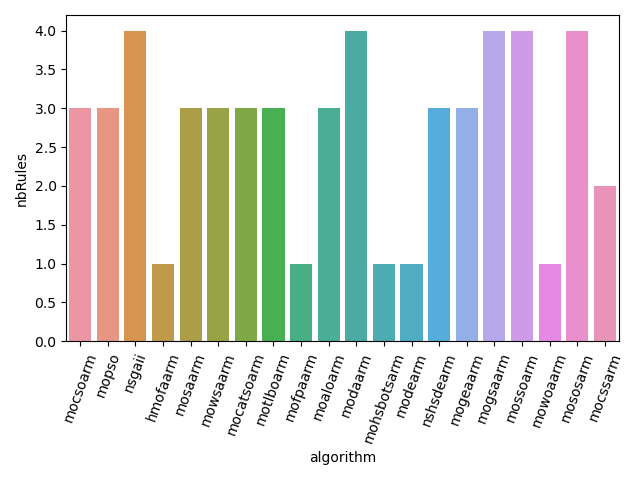 4.0
3.5
3.0
2.5
2.0
1.5
1.0
0.5
0.0
nbRules
mocsoarm
mopso
nsgaii
hmofaarm
mosaarm
mowsaarm
mocatsoarm
motlboarm
mofpaarm
moaloarm
modaarm
mohsbotsarm
modearm
nshsdearm
mogeaarm
mogsaarm
mossoarm
mowoaarm
mososarm
mocssarm
algorithm